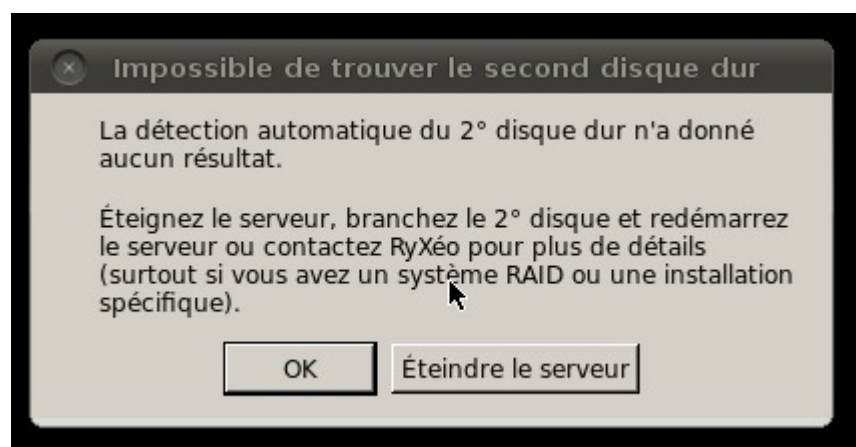 Impossible de trouver le second disque dur
La détection automatique du 2° disque dur n'a donné
aucun résultat.
Éteignez le serveur, branchez le 2° disque et redémarrez
le serveur ou contactez RyXéo pour plus de détails
(surtout si vous avez un système RAID ou une installation
spécifique).
OK
Éteindre le serveur